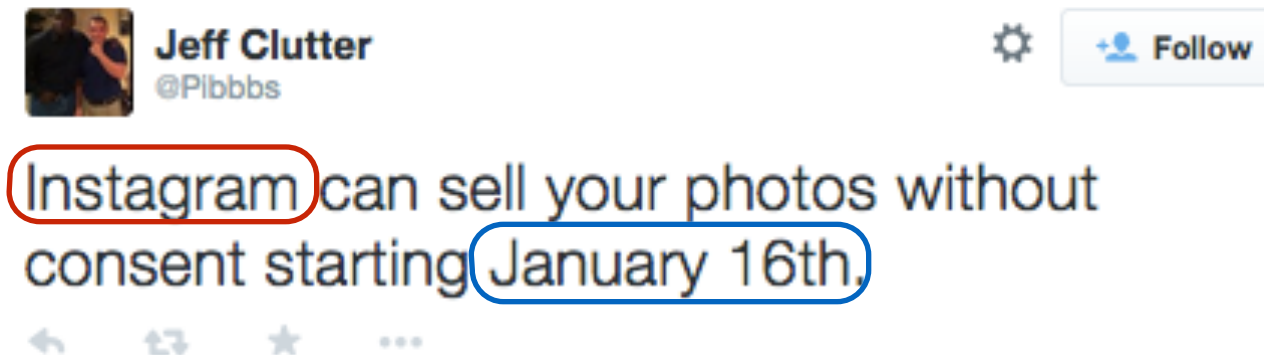 Jeff Clutter
@Pibbbs
Follow
Instagram can sell your photos without
consent starting January 16th.